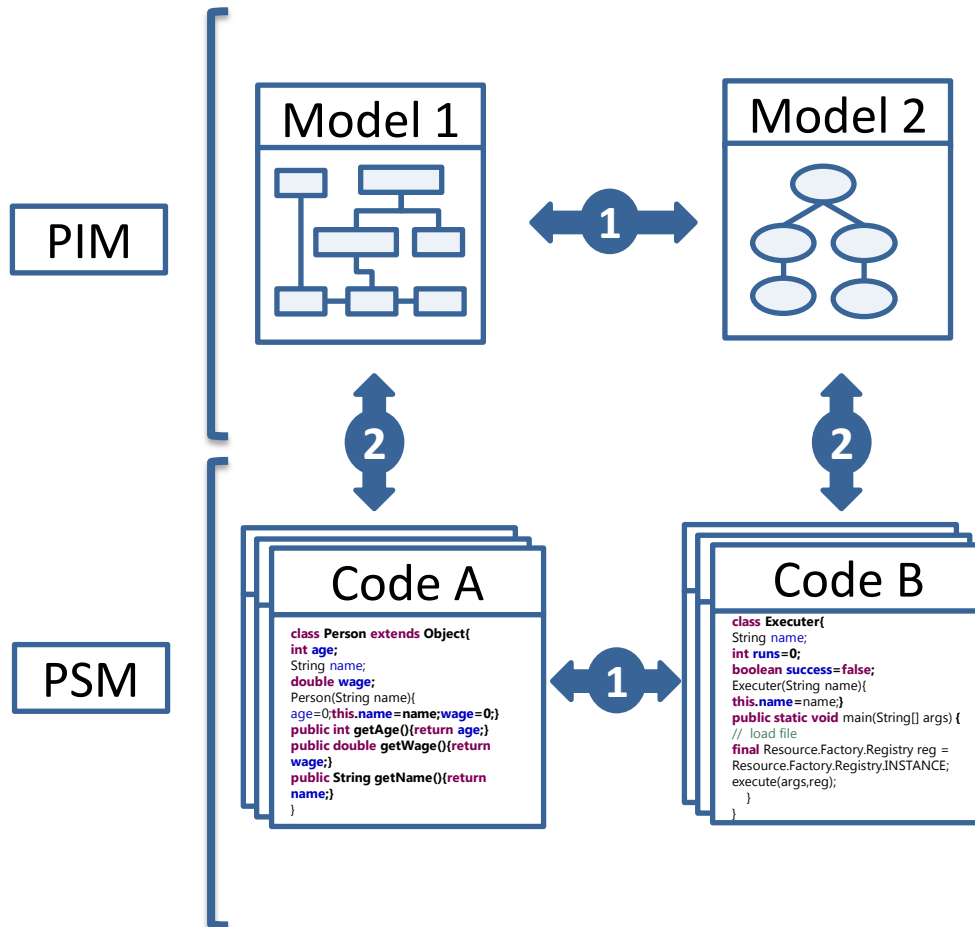 Model 1
Model 2
1
PIM
2
2
Code A
class Person extends Object{
int age;
String name;
double wage;
Person(String name){
age=0;this.name=name;wage=0;}
public int getAge(){return age;}
public double getWage(){return
wage;}
public String getName(){return
name;}
}
1
Code B
class Executer{
String name;
int runs=0;
boolean success=false;
Executer(String name){
this.name=name;}
public static void main(String[] args) {
// load file
final Resource.Factory.Registry reg =
Resource.Factory.Registry.INSTANCE;
execute(args,reg);
}
}
PSM